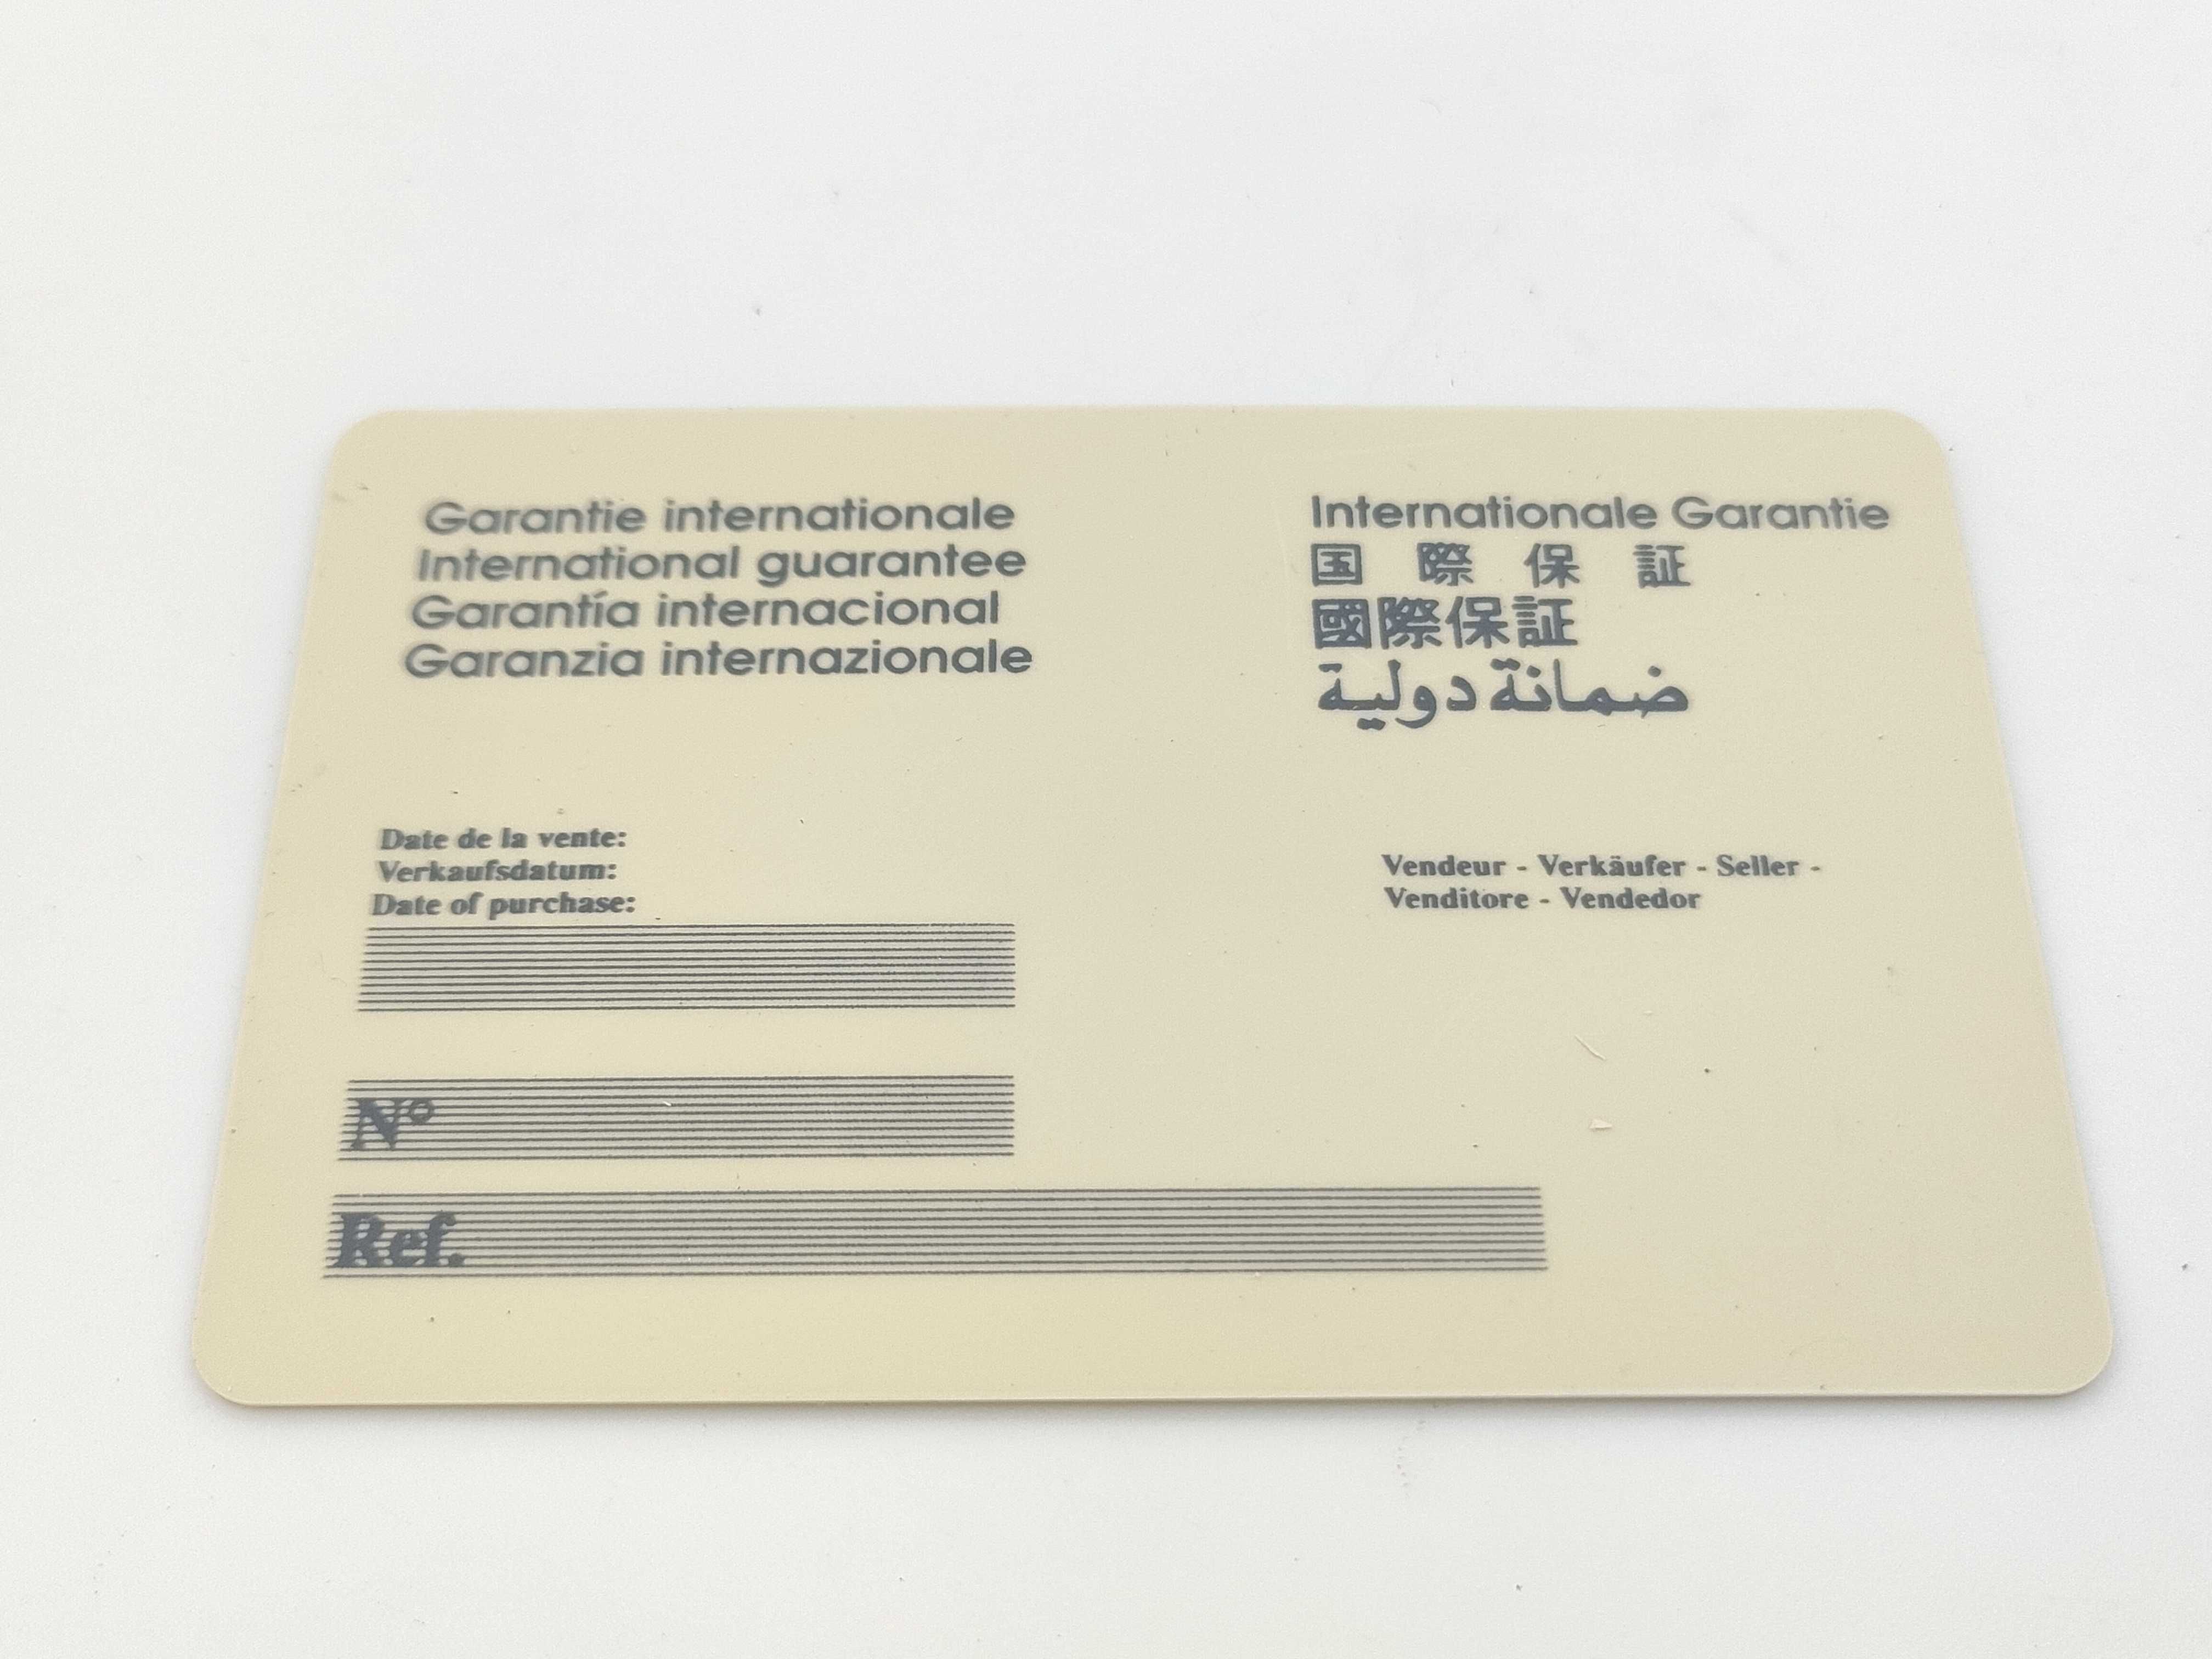 Garantie internationale
International guarantee
Garantía internacional
Garanzia internazionale
Internationale Garantie
国 際 保 証
國際保証
ضمانة دولية
Date de la vente:
Verkaufsdatum:
Date of purchase:
Vendeur - Verkäufer - Seller -
Venditore - Vendedor
N°
Ref.